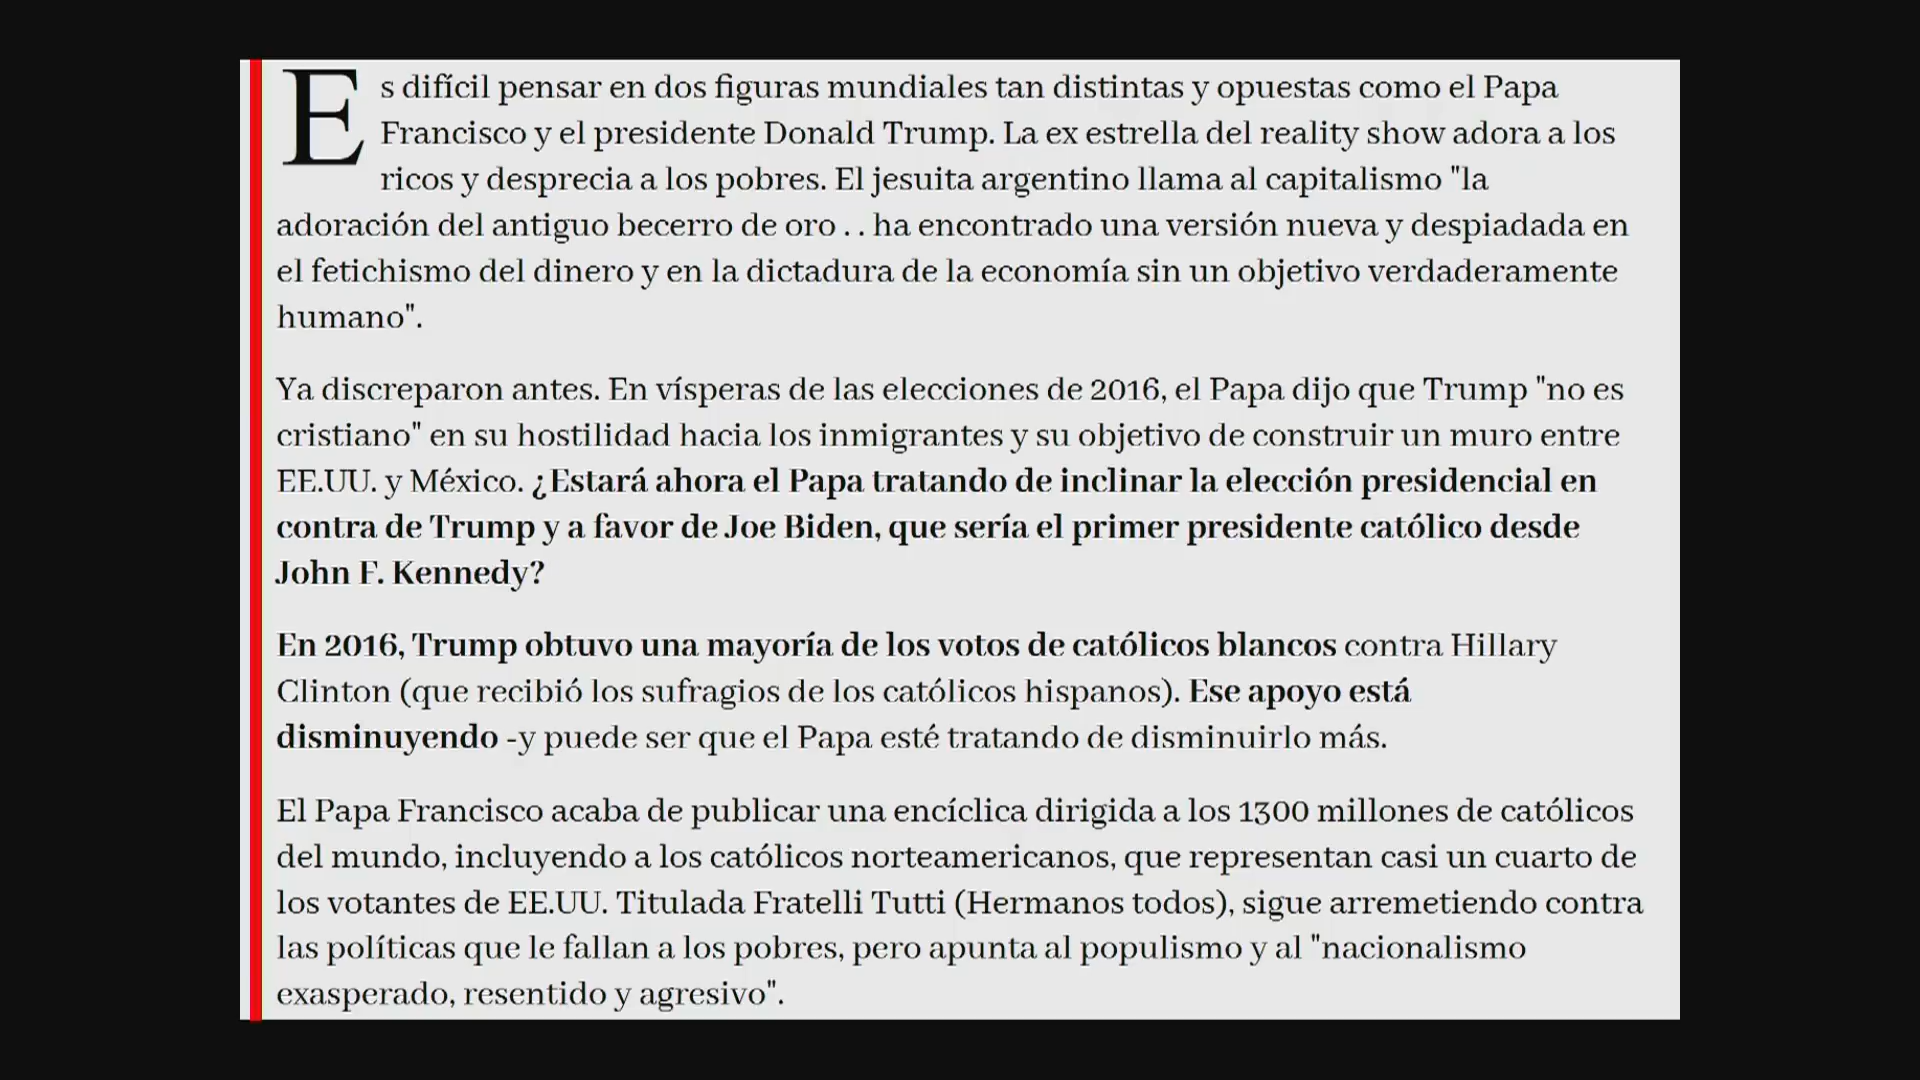 Es difícil pensar en dos figuras mundiales tan distintas y opuestas como el Papa
Francisco y el presidente Donald Trump. La ex estrella del reality show adora a los
ricos y desprecia a los pobres. El jesuita argentino llama al capitalismo "la
adoración del antiguo becerro de oro . . ha encontrado una versión nueva y despiadada en
el fetichismo del dinero y en la dictadura de la economía sin un objetivo verdaderamente
humano".
Ya discreparon antes. En vísperas de las elecciones de 2016, el Papa dijo que Trump "no es
cristiano" en su hostilidad hacia los inmigrantes y su objetivo de construir un muro entre
EE.UU. y México. ¿Estará ahora el Papa tratando de inclinar la elección presidencial en
contra de Trump y a favor de Joe Biden, que sería el primer presidente católico desde
John F. Kennedy?
En 2016, Trump obtuvo una mayoría de los votos de católicos blancos contra Hillary
Clinton (que recibió los sufragios de los católicos hispanos). Ese apoyo está
disminuyendo -y puede ser que el Papa esté tratando de disminuirlo más.
El Papa Francisco acaba de publicar una encíclica dirigida a los 1300 millones de católicos
del mundo, incluyendo a los católicos norteamericanos, que representan casi un cuarto de
los votantes de EE.UU. Titulada Fratelli Tutti (Hermanos todos), sigue arremetiendo contra
las políticas que le fallan a los pobres, pero apunta al populismo y al "nacionalismo
exasperado, resentido y agresivo".